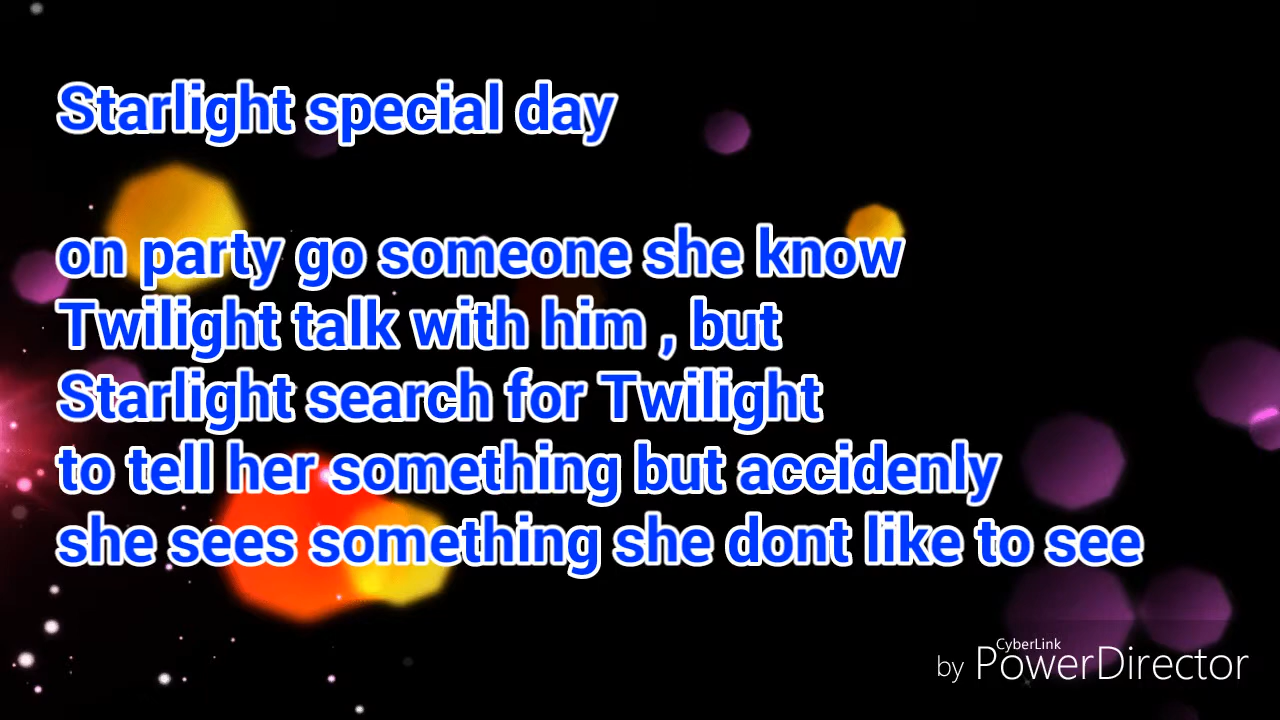 Starlight special day
on party go someone she know
Twilight talk with him , but
Starlight search for Twilight
to tell her something but accidenly
she sees something she dont like to see
CyberLink
by PowerDirector